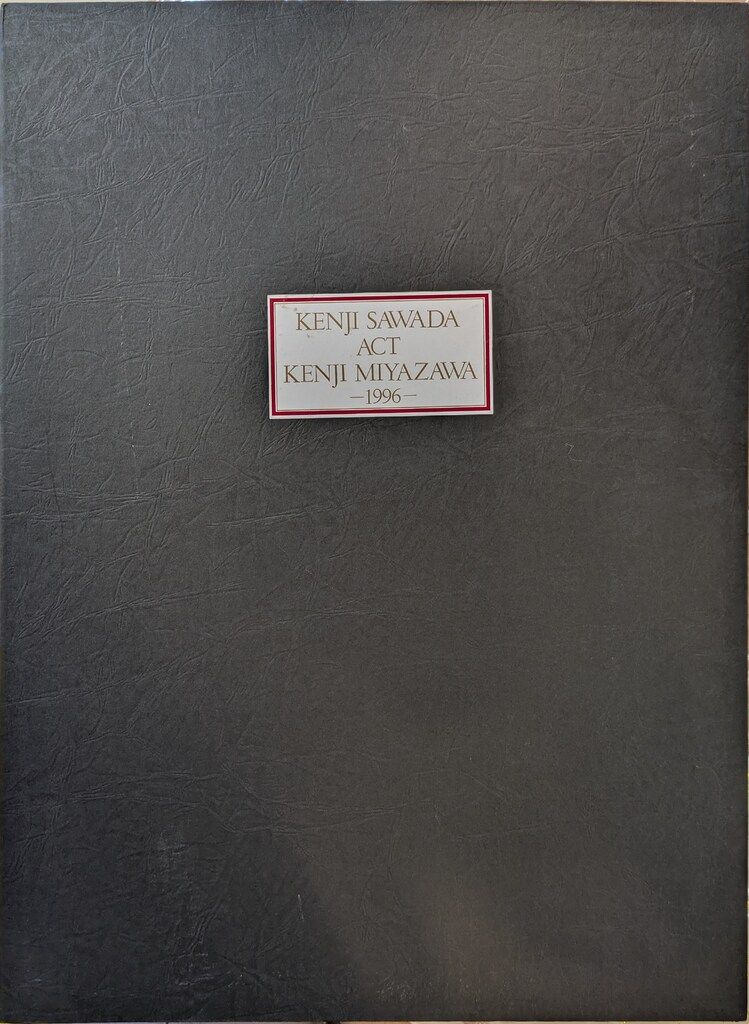 KENJI SAWADA
ACT
KENJI MIYAZAWA
—1996—